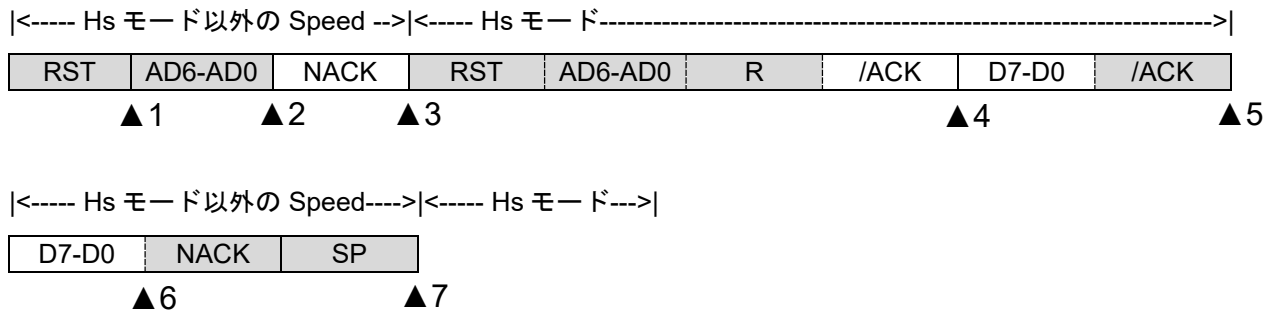 |<----- Hs モード以外の Speed -->|<----- Hs モード---------------------------------------------------------------------->|
RST AD6-AD0 NACK RST AD6-AD0 R /ACK D7-D0 /ACK
▲1 ▲2 ▲3 ▲4 ▲5
|<----- Hs モード以外の Speed---->|<----- Hs モード--->|
D7-D0 NACK SP
▲6 ▲7